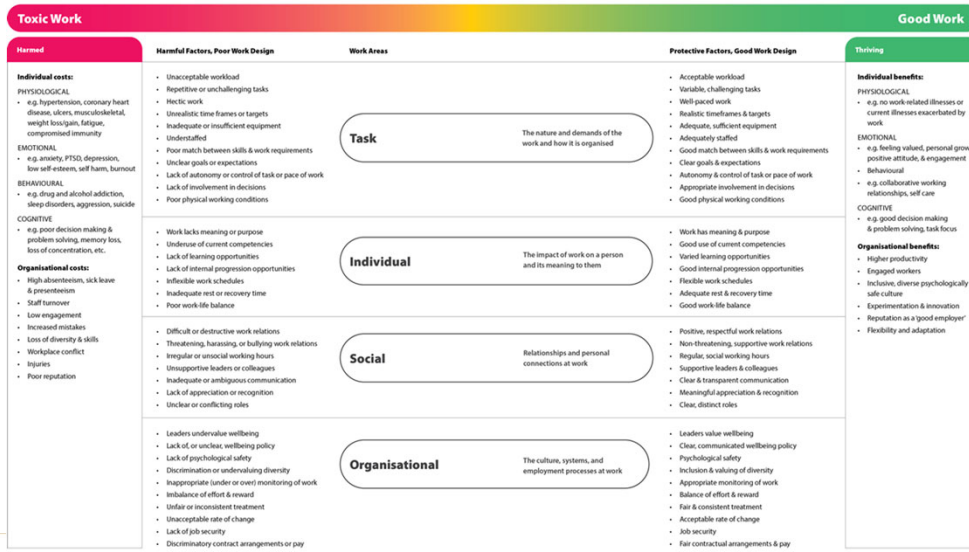 Toxic Work
Good Work
Harmed
Harmful Factors, Poor Work Design
Work Areas
Protective Factors, Good Work Design
Thriving
Individual costs:
PHYSIOLOGICAL
• e.g. hypertension, coronary heart
disease, ulcers, musculoskeletal,
weight loss/gain, fatigue,
compromised immunity
EMOTIONAL
• e.g. anxiety, PTSD, depression,
low self-esteem, self harm, burnout
BEHAVIOURAL
• e.g. drug and alcohol addiction,
sleep disorders, aggression, suicide
COGNITIVE
• e.g. poor decision making &
problem solving, memory loss,
loss of concentration, etc.
Organisational costs:
• High absenteeism, sick leave
& presenteeism
• Staff turnover
• Low engagement
• Increased mistakes
• Loss of diversity & skills
• Workplace conflict
• Injuries
• Poor reputation
• Unacceptable workload
• Repetitive or unchallenging tasks
• Hectic work
• Unrealistic time frames or targets
• Inadequate or insufficient equipment
• Understaffed
• Poor match between skills & work requirements
• Unclear goals or expectations
• Lack of autonomy or control of task or pace of work
• Lack of involvement in decisions
• Poor physical working conditions
Task
The nature and demands of the
work and how it is organised
• Acceptable workload
• Variable, challenging tasks
• Well-paced work
• Realistic timeframes & targets
• Adequate, sufficient equipment
• Adequately staffed
• Good match between skills & work requirements
• Clear goals & expectations
• Autonomy & control of task or pace of work
• Appropriate involvement in decisions
• Good physical working conditions
• Work lacks meaning or purpose
• Underuse of current competencies
• Lack of learning opportunities
• Lack of internal progression opportunities
• Inflexible work schedules
• Inadequate rest or recovery time
• Poor work-life balance
Individual
The impact of work on a person
and its meaning to them
• Work has meaning & purpose
• Good use of current competencies
• Varied learning opportunities
• Good internal progression opportunities
• Flexible work schedules
• Adequate rest & recovery time
• Good work-life balance
• Difficult or destructive work relations
• Threatening, harassing, or bullying work relations
• Irregular or unsocial working hours
• Unsupportive leaders or colleagues
• Inadequate or ambiguous communication
• Lack of appreciation or recognition
• Unclear or conflicting roles
Social
Relationships and personal
connections at work
• Positive, respectful work relations
• Non-threatening, supportive work relations
• Regular, social working hours
• Supportive leaders & colleagues
• Clear & transparent communication
• Meaningful appreciation & recognition
• Clear, distinct roles
• Leaders undervalue wellbeing
• Lack of, or unclear, wellbeing policy
• Lack of psychological safety
• Discrimination or undervaluing diversity
• Inappropriate (under or over) monitoring of work
• Imbalance of effort & reward
• Unfair or inconsistent treatment
• Unacceptable rate of change
• Lack of job security
• Discriminatory contract arrangements or pay
Organisational
The culture, systems, and
employment processes at work
• Leaders value wellbeing
• Clear, communicated wellbeing policy
• Psychological safety
• Inclusion & valuing of diversity
• Appropriate monitoring of work
• Balance of effort & reward
• Fair & consistent treatment
• Acceptable rate of change
• Job security
• Fair contractual arrangements & pay
Individual benefits:
PHYSIOLOGICAL
• e.g. no work-related illnesses or
current illnesses exacerbated by
work
EMOTIONAL
• e.g. feeling valued, personal grow
positive attitude, & engagement
• Behavioural
• e.g. collaborative working
relationships, self care
COGNITIVE
• e.g. good decision making
& problem solving, task focus
Organisational benefits:
• Higher productivity
• Engaged workers
• Inclusive, diverse psychologically
safe culture
• Experimentation & innovation
• Reputation as a 'good employer'
• Flexibility and adaptation